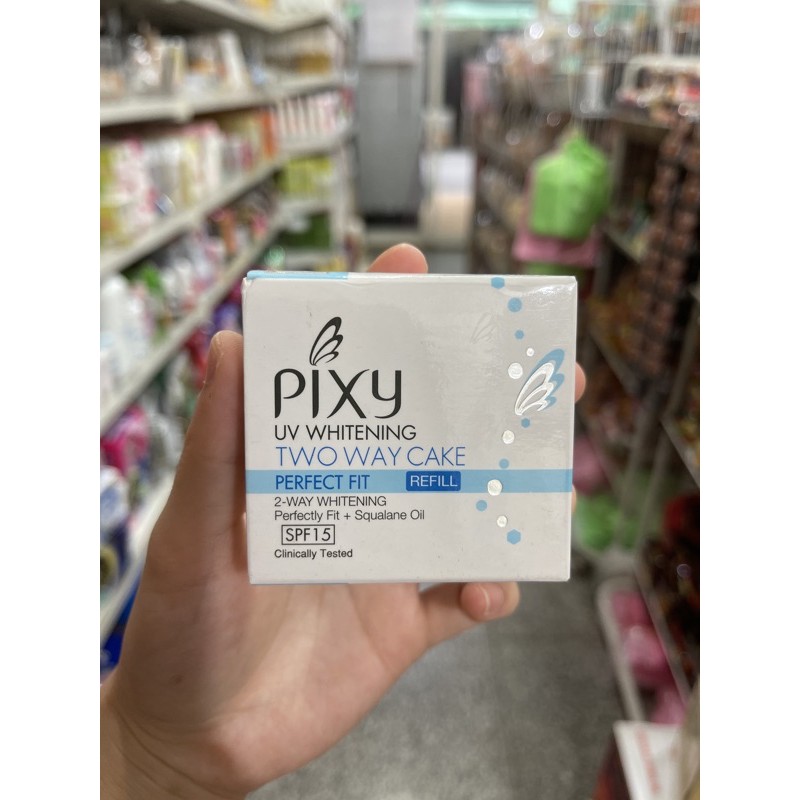 PIXY
UV WHITENING
TWO WAY CAKE
PERFECT FIT REFILL
2-WAY WHITENING
Perfectly Fit + Squalane Oil
SPF15
Clinically Tested